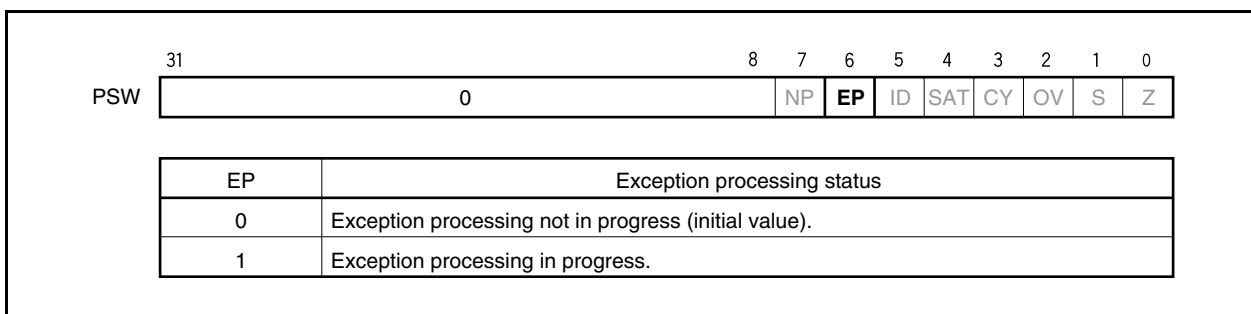 31 8 7 6 5 4 3 2 1 0
PSW 0 NP EP ID SAT CY OV S Z
EP Exception processing status
0 Exception processing not in progress (initial value).
1 Exception processing in progress.